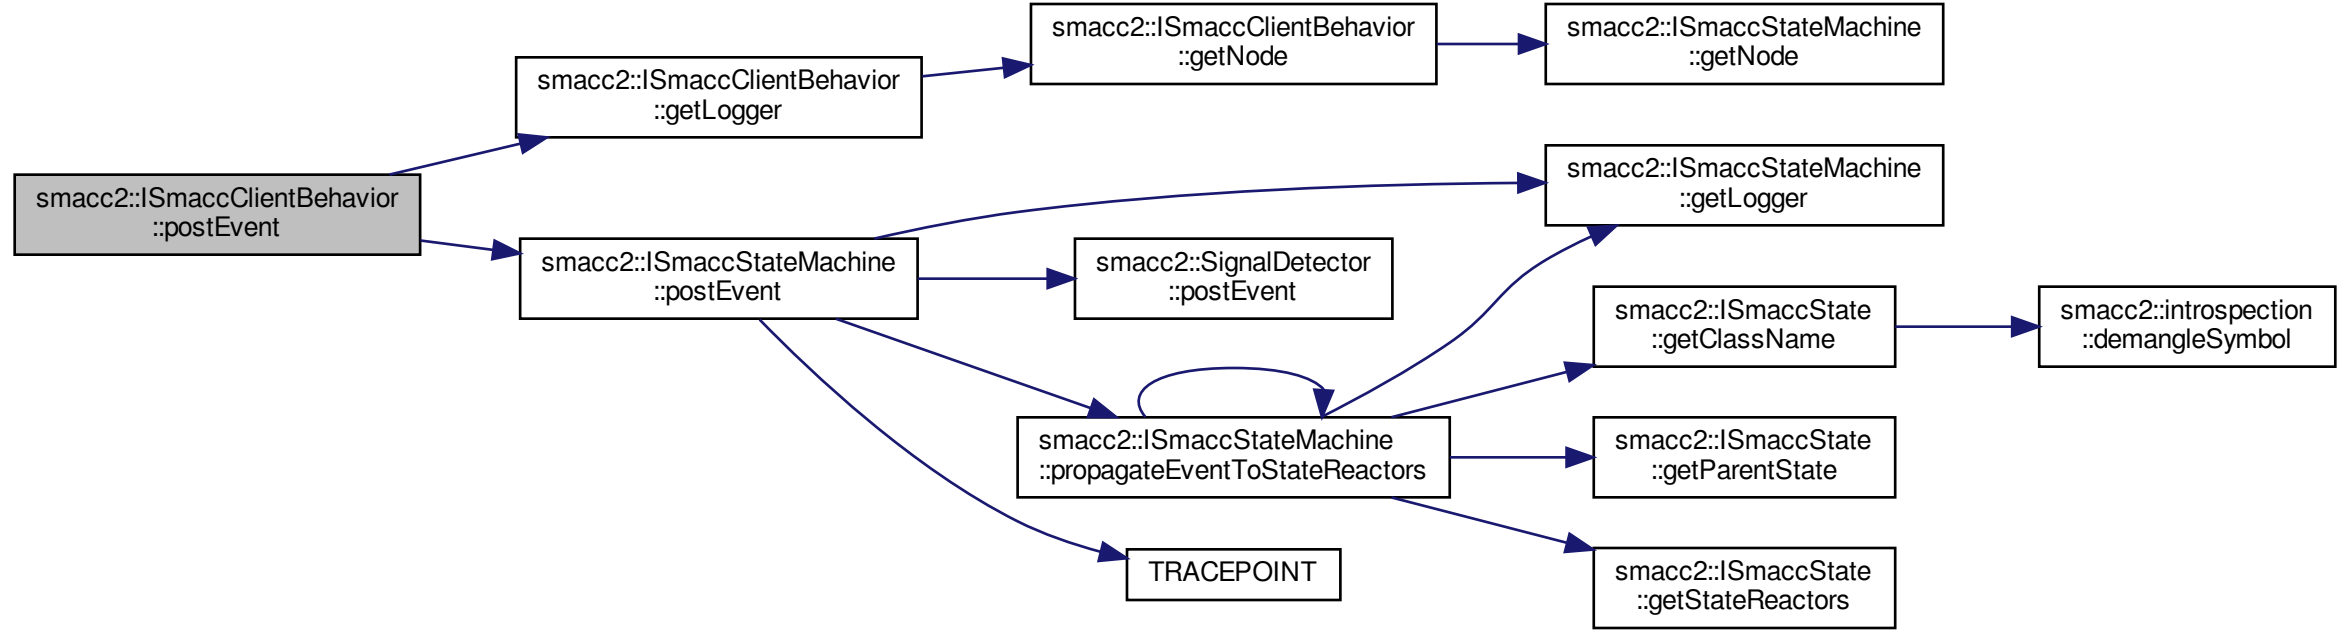 smacc2::ISmaccClientBehavior
::postEvent
smacc2::ISmaccClientBehavior
::getLogger
smacc2::ISmaccClientBehavior
::getNode
smacc2::ISmaccStateMachine
::getNode
smacc2::ISmaccStateMachine
::postEvent
smacc2::ISmaccStateMachine
::getLogger
smacc2::SignalDetector
::postEvent
smacc2::ISmaccStateMachine
::propagateEventToStateReactors
smacc2::ISmaccState
::getClassName
smacc2::introspection
::demangleSymbol
smacc2::ISmaccState
::getParentState
smacc2::ISmaccState
::getStateReactors
TRACEPOINT